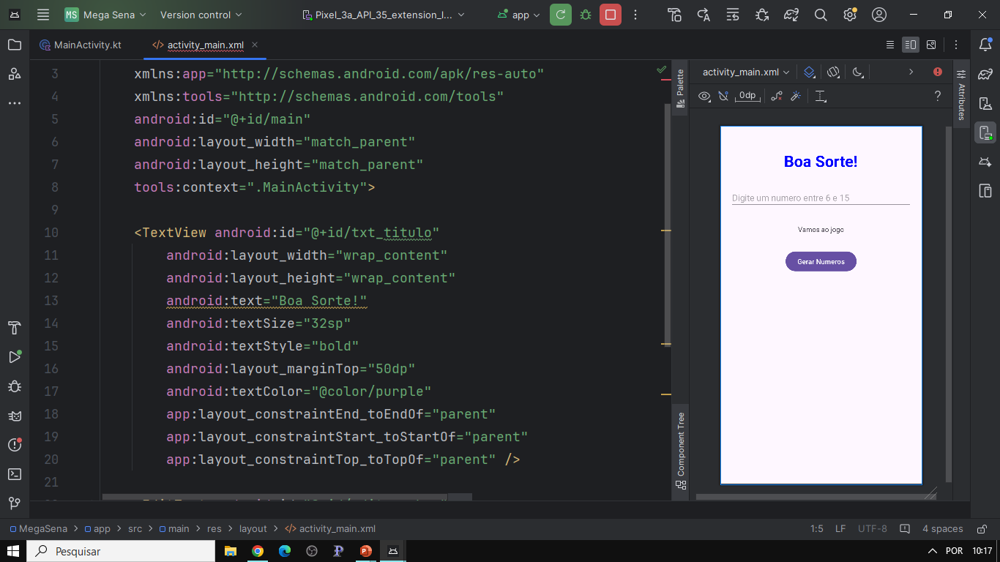 MS Mega Sena Version control Pixel_3a_API_35_extension_l... app
MainActivity.kt activity_main.xml
3 xmlns:app="http://schemas.android.com/apk/res-auto"
4 xmlns:tools="http://schemas.android.com/tools"
5 android:id="@+id/main"
6 android:layout_width="match_parent"
7 android:layout_height="match_parent"
8 tools:context=".MainActivity">
9
10 <TextView android:id="@+id/txt_titulo"
11 android:layout_width="wrap_content"
12 android:layout_height="wrap_content"
13 android:text="Boa Sorte!"
14 android:textSize="32sp"
15 android:textStyle="bold"
16 android:layout_marginTop="50dp"
17 android:textColor="@color/purple"
18 app:layout_constraintEnd_toEndOf="parent"
19 app:layout_constraintStart_toStartOf="parent"
20 app:layout_constraintTop_toTopOf="parent" />
21
Palette
Component Tree
activity_main.xml
0dp
?
Attributes
Boa Sorte!
Digite um numero entre 6 e 15
Vamos ao jogo
Gerar Numeros
MegaSena > app > src > main > res > layout > activity_main.xml 1:5 LF UTF-8 4 spaces
Pesquisar POR 10:17